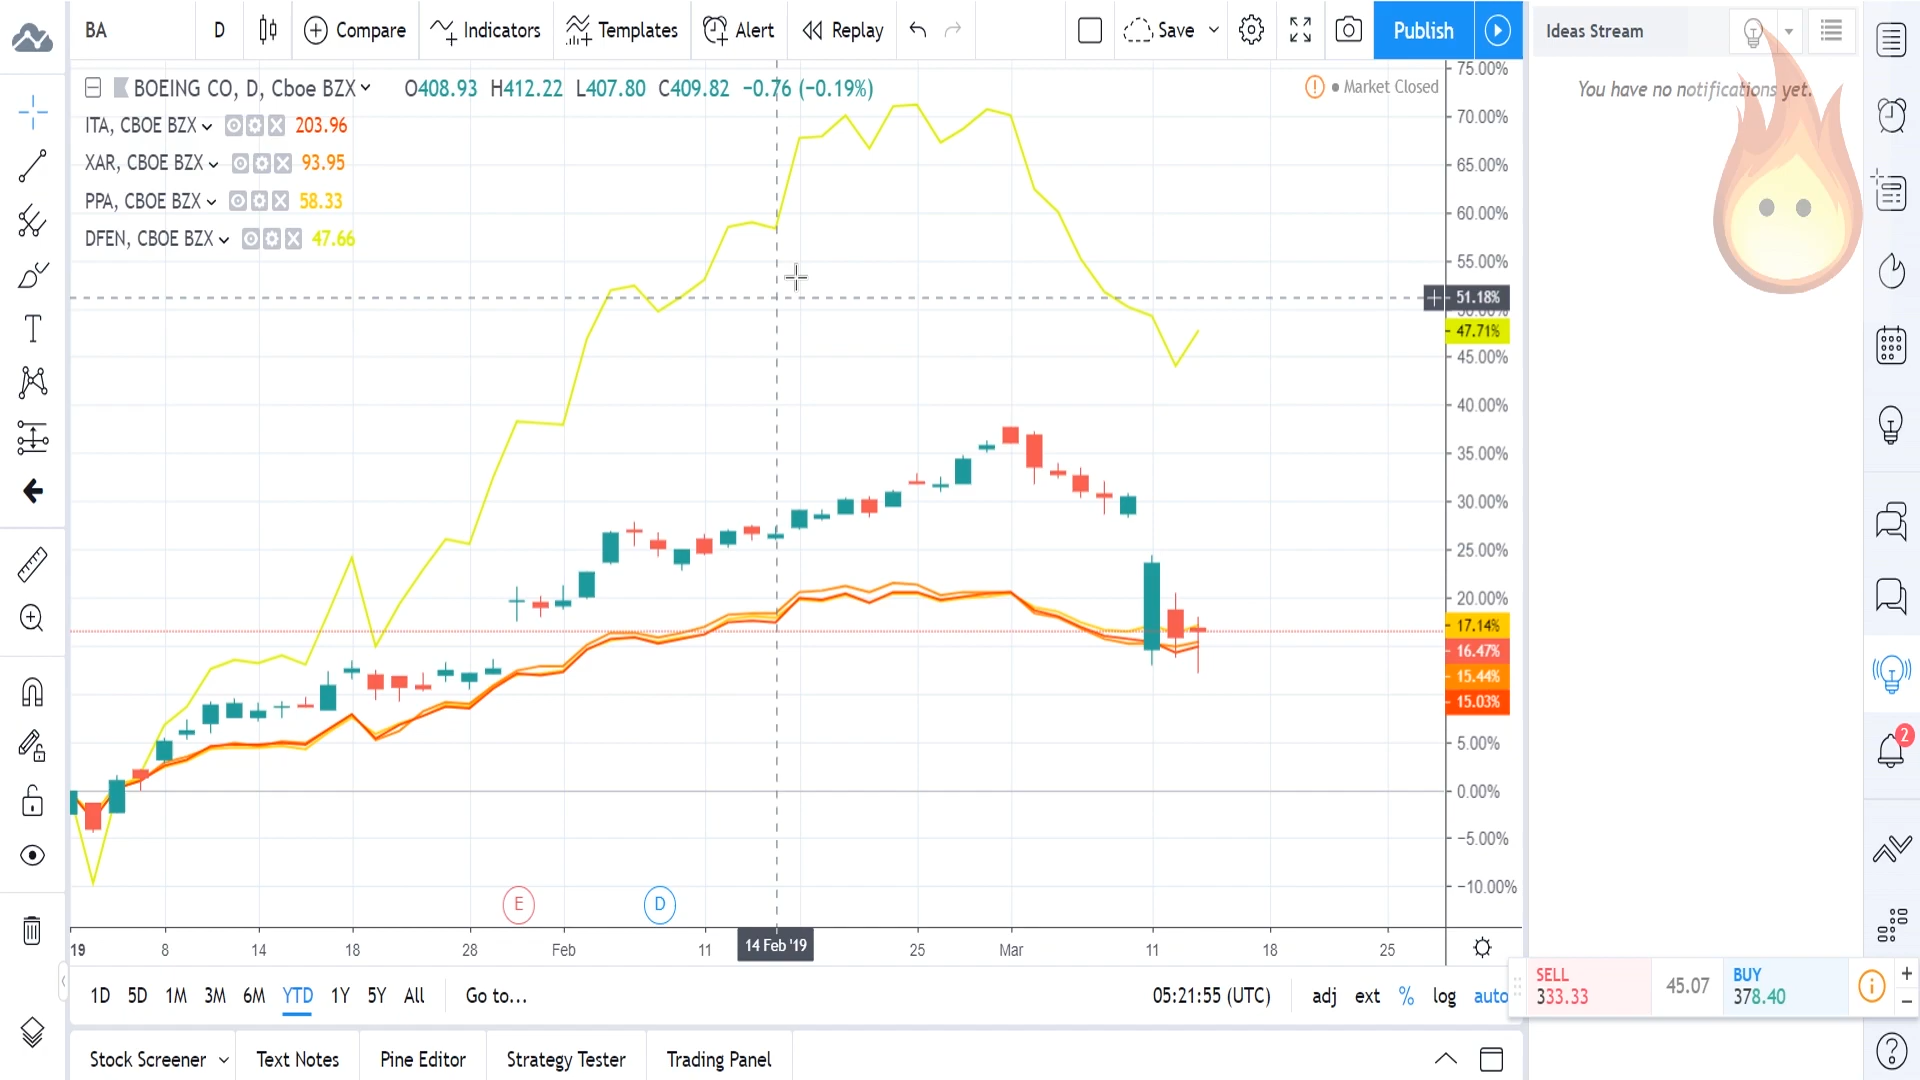 BA D Compare Indicators Templates Alert Replay Save Publish Ideas Stream
BOEING CO, D, Cboe BZX O408.93 H412.22 L407.80 C409.82 −0.76 (−0.19%) Market Closed
You have no notifications yet.
ITA, CBOE BZX 203.96
XAR, CBOE BZX 93.95
PPA, CBOE BZX 58.33
DFEN, CBOE BZX 47.66
75.00%
70.00%
65.00%
60.00%
55.00%
51.18%
50.00%
47.71%
45.00%
40.00%
35.00%
30.00%
25.00%
20.00%
17.14%
16.47%
15.44%
15.03%
5.00%
0.00%
−5.00%
−10.00%
E D
19 8 14 18 28 Feb 11 14 Feb '19 25 Mar 11 18 25
2
1D 5D 1M 3M 6M YTD 1Y 5Y All Go to... 05:21:55 (UTC) adj ext % log auto
SELL
333.33
45.07
BUY
378.40
Stock Screener Text Notes Pine Editor Strategy Tester Trading Panel